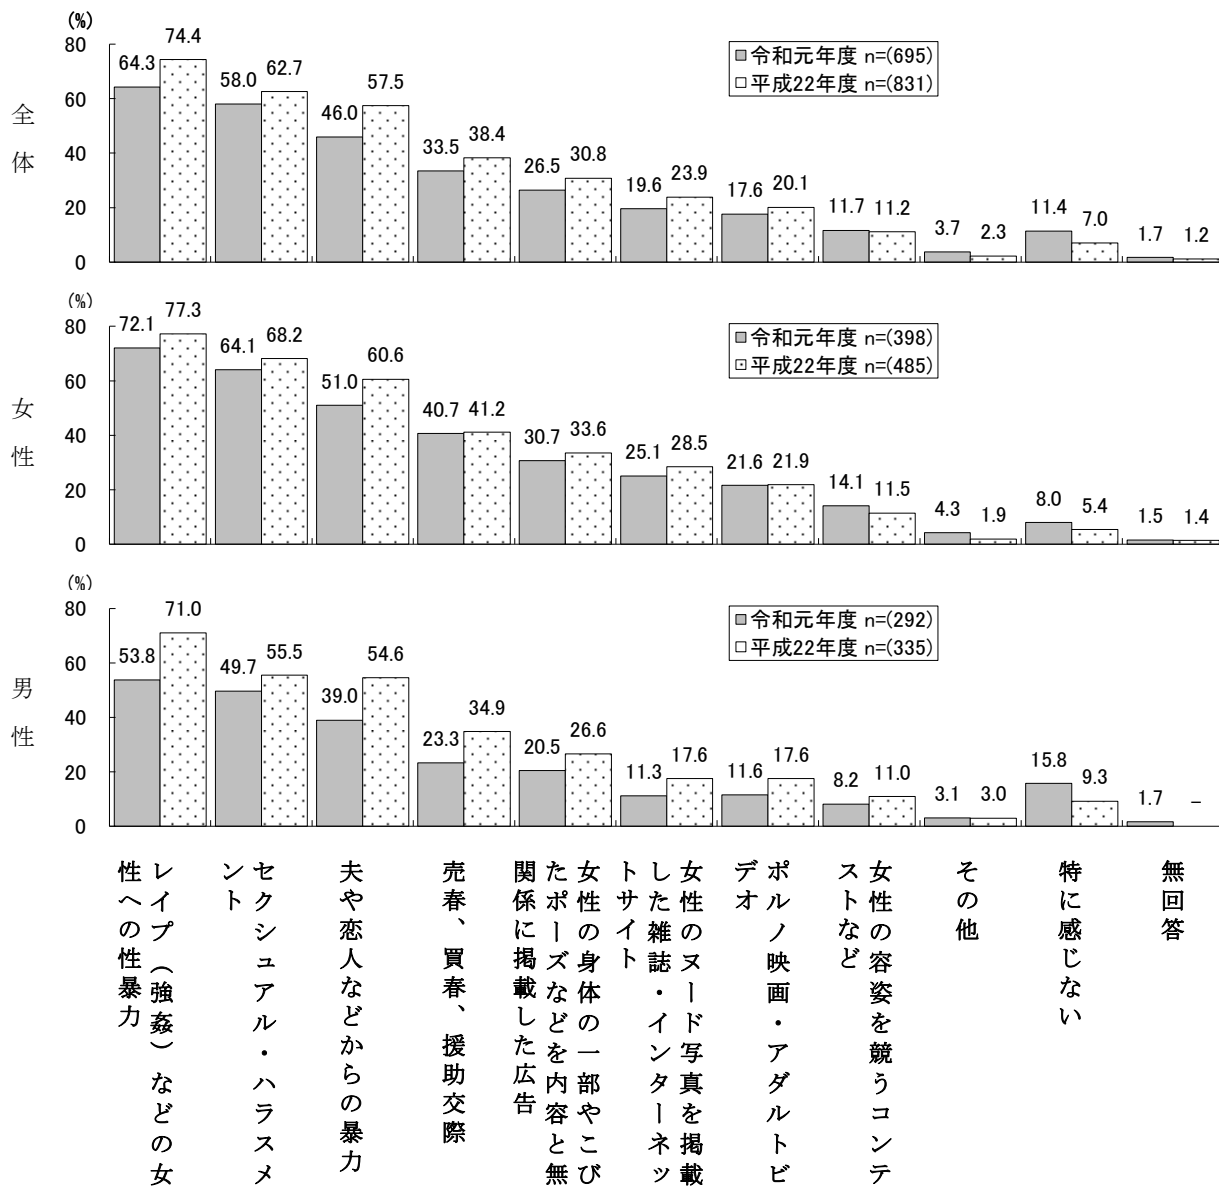 (%)
80
60
40
20
0
全
体
64.3 74.4 58.0 62.7 46.0 57.5 33.5 38.4 26.5 30.8 19.6 23.9 17.6 20.1 11.7 11.2 3.7 2.3 11.4 7.0 1.7 1.2
令和元年度 n=(695)
平成22年度 n=(831)
(%)
80
60
40
20
0
女
性
72.1 77.3 64.1 68.2 51.0 60.6 40.7 41.2 30.7 33.6 25.1 28.5 21.6 21.9 14.1 11.5 4.3 1.9 8.0 5.4 1.5 1.4
令和元年度 n=(398)
平成22年度 n=(485)
(%)
80
60
40
20
0
男
性
53.8 71.0 49.7 55.5 39.0 54.6 23.3 34.9 20.5 26.6 11.3 17.6 11.6 17.6 8.2 11.0 3.1 3.0 15.8 9.3 1.7 –
令和元年度 n=(292)
平成22年度 n=(335)
レイプ（強姦）などの女
性への性暴力
セクシュアル・ハラスメ
ント
夫や恋人などからの暴力
売春、買春、援助交際
女性の身体の一部やこび
たポーズなどを内容と無
関係に掲載した広告
女性のヌード写真を掲載
した雑誌・インターネッ
トサイト
ポルノ映画・アダルトビ
デオ
女性の容姿を競うコンテ
ストなど
その他
特に感じない
無回答